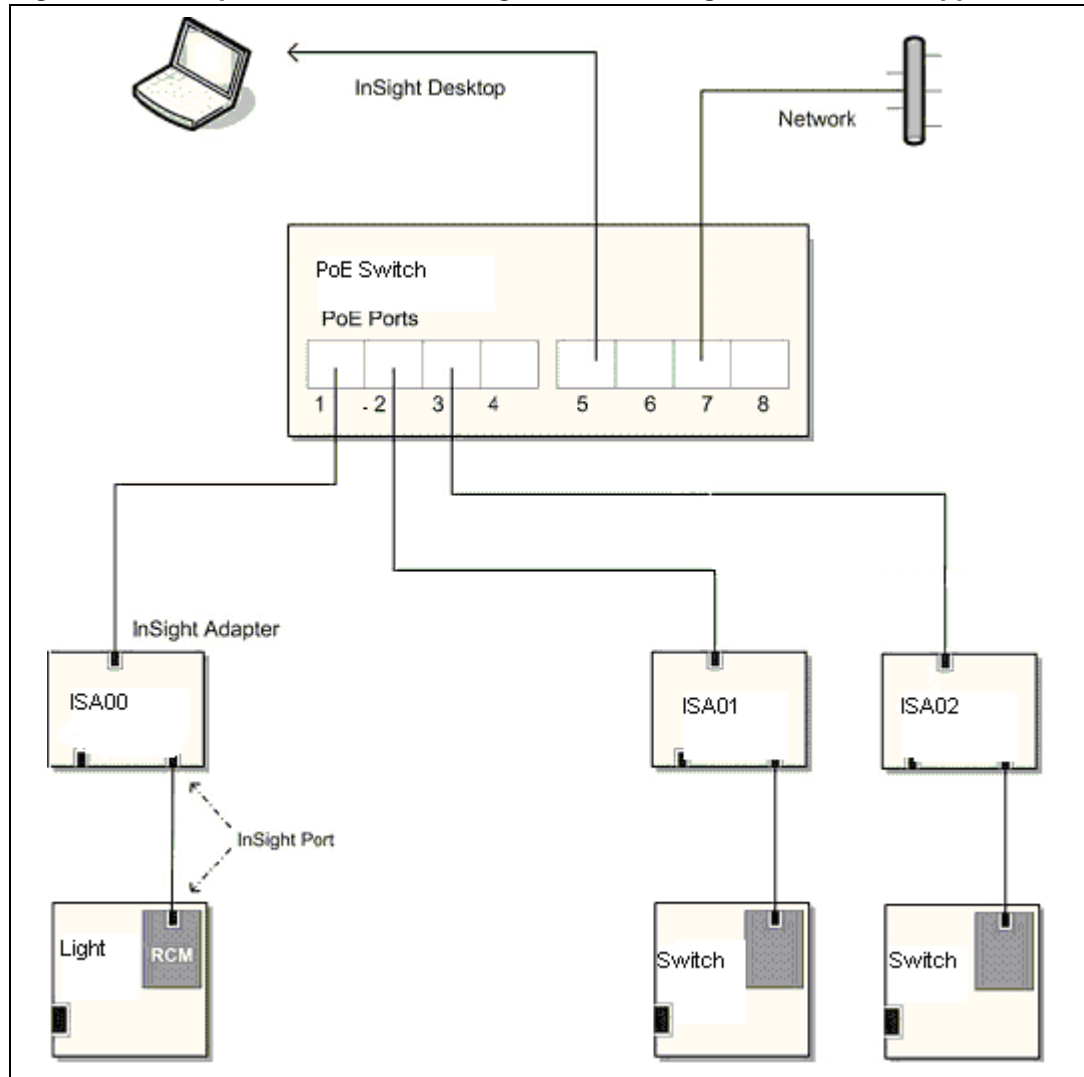 InSight Desktop
Network
PoE Switch
PoE Ports
1 - 2 3 4 5 6 7 8
InSight Adapter
ISA00
ISA01
ISA02
InSight Port
Light
RCM
Switch
Switch